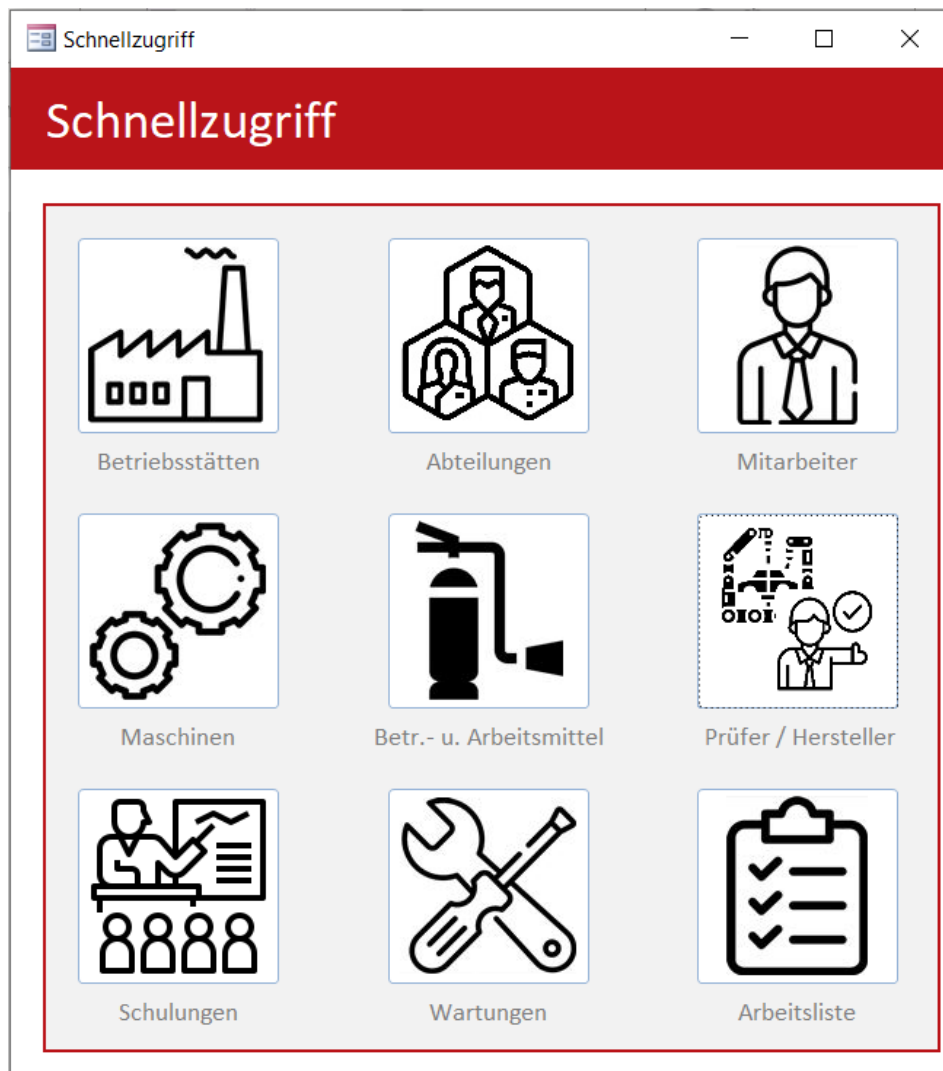 Schnellzugriff
Schnellzugriff
Betriebsstätten
Abteilungen
Mitarbeiter
Maschinen
Betr.- u. Arbeitsmittel
Prüfer / Hersteller
Schulungen
Wartungen
Arbeitsliste